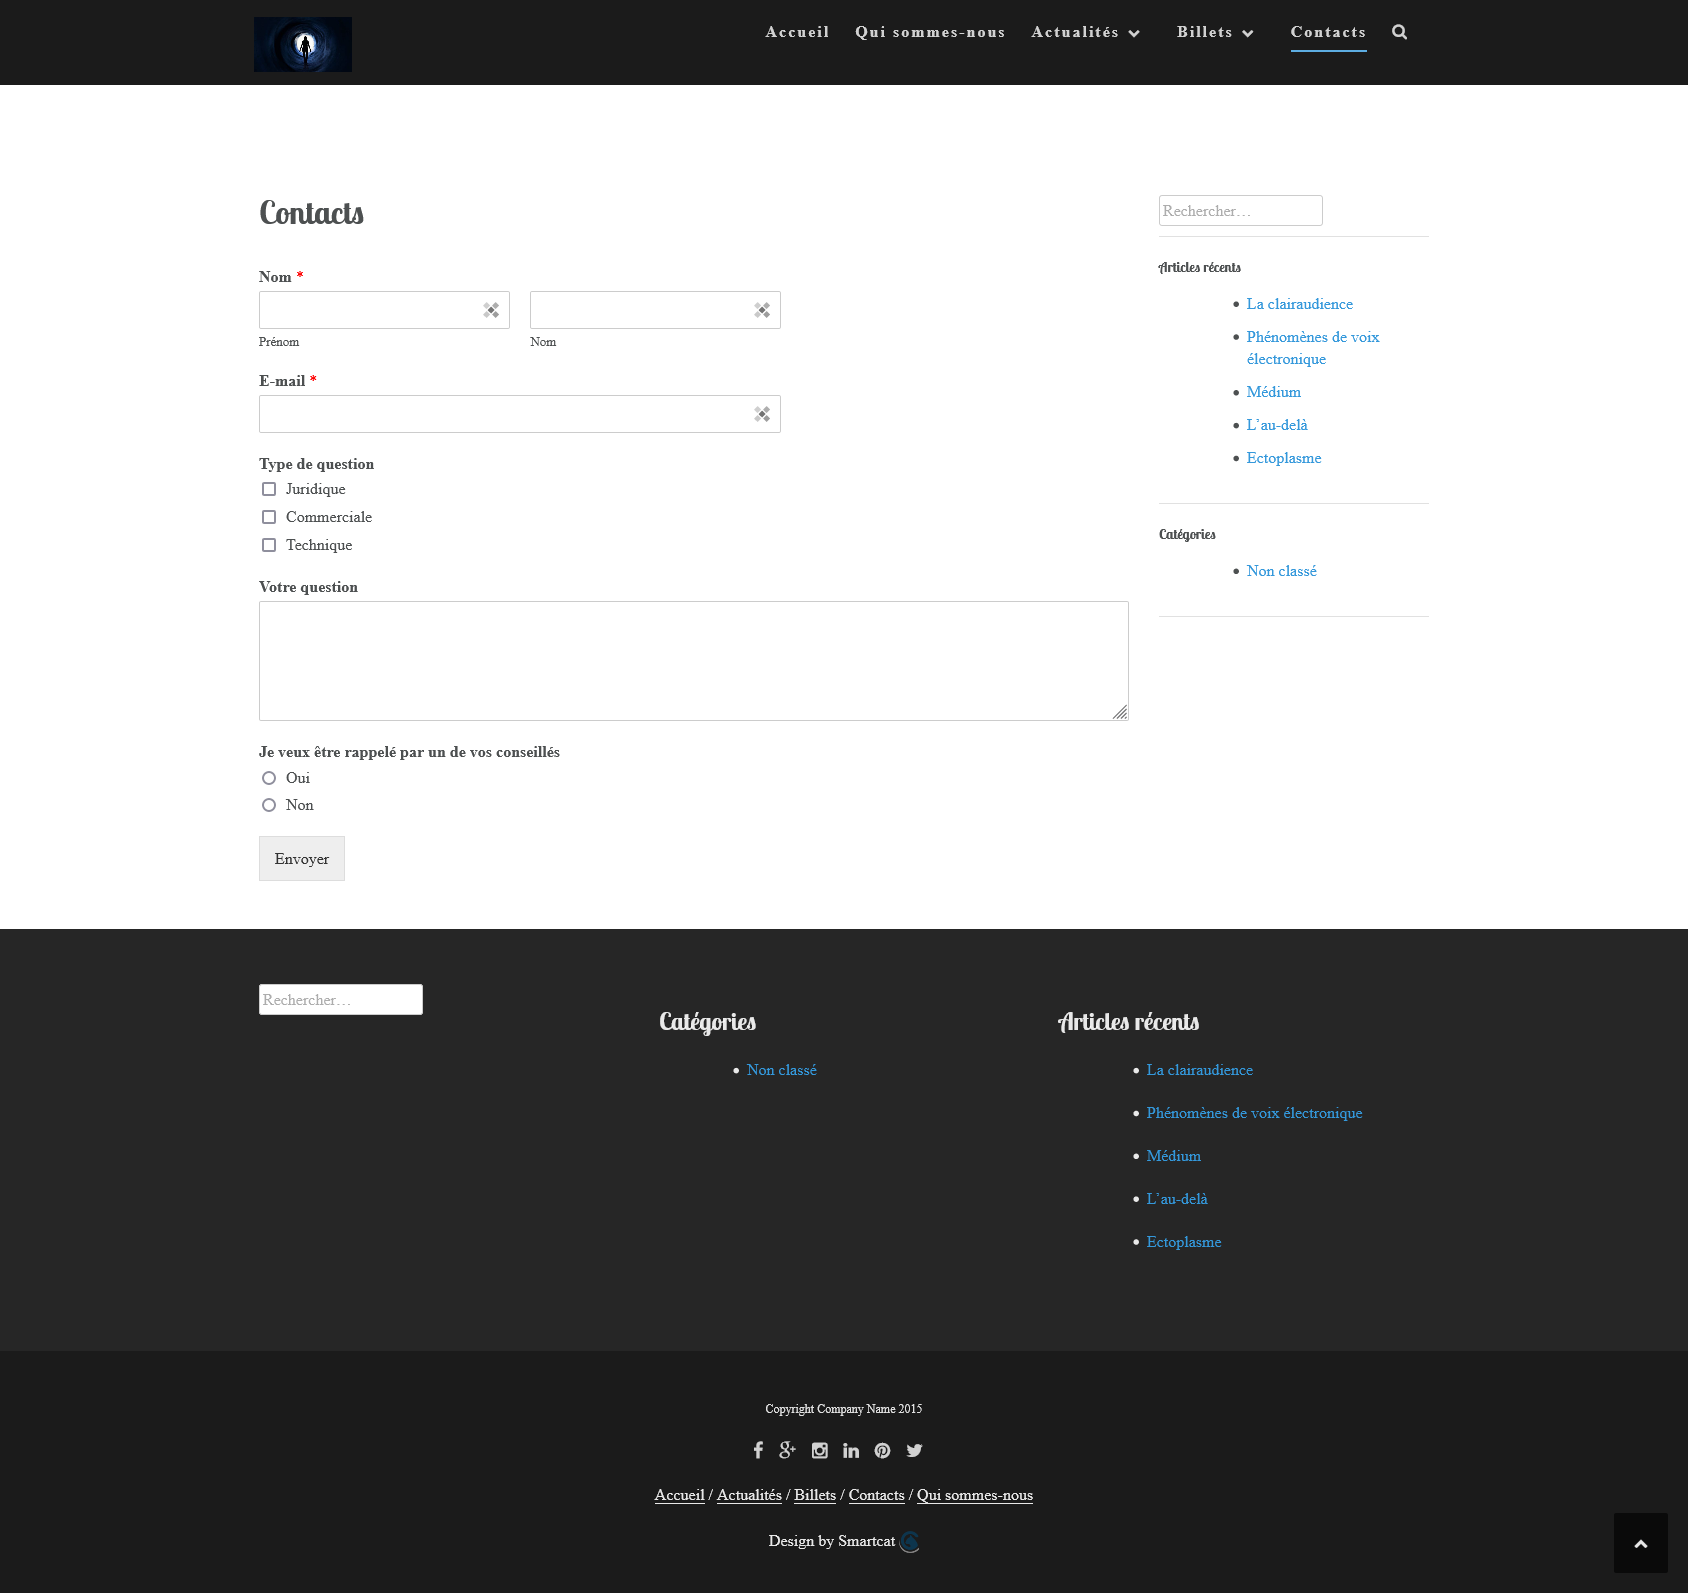 Accueil Qui sommes-nous Actualités Billets Contacts
Contacts
Nom *
Prénom Nom
E-mail *
Type de question
Juridique
Commerciale
Technique
Votre question
Je veux être rappelé par un de vos conseillés
Oui
Non
Envoyer
Rechercher…
Articles récents
La clairaudience
Phénomènes de voix
électronique
Médium
L’au-delà
Ectoplasme
Catégories
Non classé
Rechercher…
Catégories
Non classé
Articles récents
La clairaudience
Phénomènes de voix électronique
Médium
L’au-delà
Ectoplasme
Copyright Company Name 2015
Accueil / Actualités / Billets / Contacts / Qui sommes-nous
Design by Smartcat